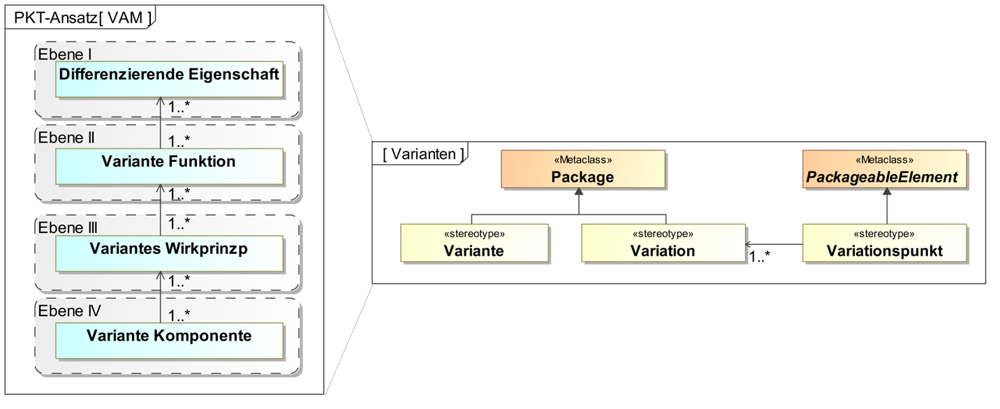 PKT-Ansatz[ VAM ]
Ebene I
Differenzierende Eigenschaft
1..*
Ebene II
1..*
Variante Funktion
1..*
Ebene III
1..*
Variantes Wirkprinzp
1..*
Ebene IV
1..*
Variante Komponente
[ Varianten ]
«Metaclass»
Package
«Metaclass»
PackageableElement
«stereotype»
Variante
«stereotype»
Variation
1..*
«stereotype»
Variationspunkt